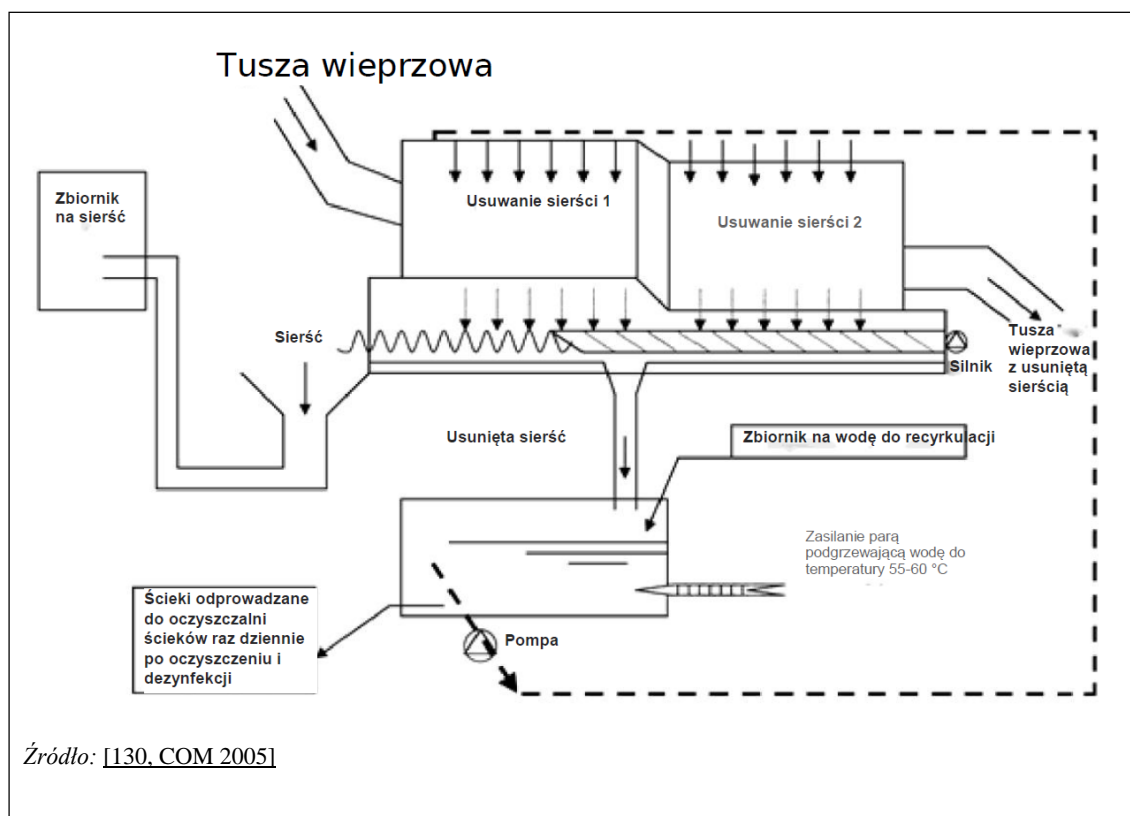 Tusza wieprzowa
Zbiornik
na sierść
Usuwanie sierści 1
Usuwanie sierści 2
Sierść
Silnik
Tusza
wieprzowa
z usuniętą
sierścią
Usunięta sierść
Zbiornik na wodę do recyrkulacji
Zasilanie parą
podgrzewającą wodę do
temperatury 55-60 °C
Ścieki odprowadzane
do oczyszczalni
ścieków raz dziennie
po oczyszczeniu i
dezynfekcji
Pompa
Źródło: [130, COM 2005]